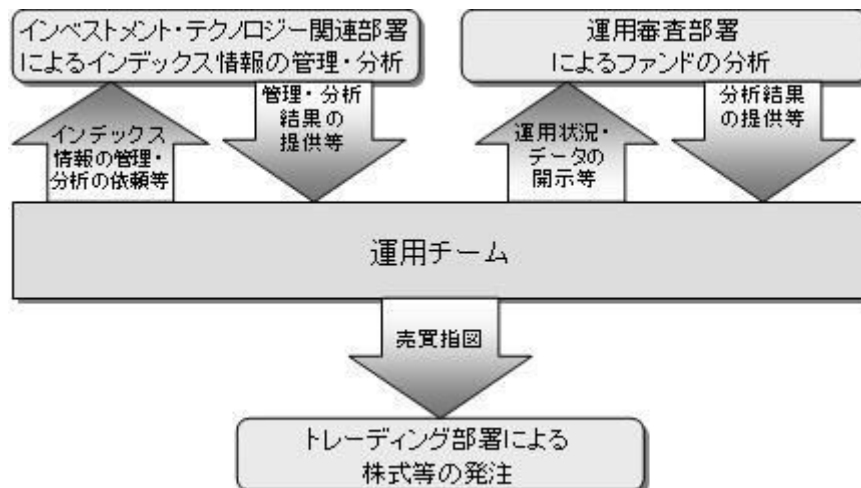 インベストメント・テクノロジー関連部署
によるインデックス情報の管理・分析
運用審査部署
によるファンドの分析
インデックス
情報の管理・
分析の依頼等
管理・分析
結果の
提供等
運用状況・
データの
開示等
分析結果
の提供等
運用チーム
売買指図
トレーディング部署による
株式等の発注